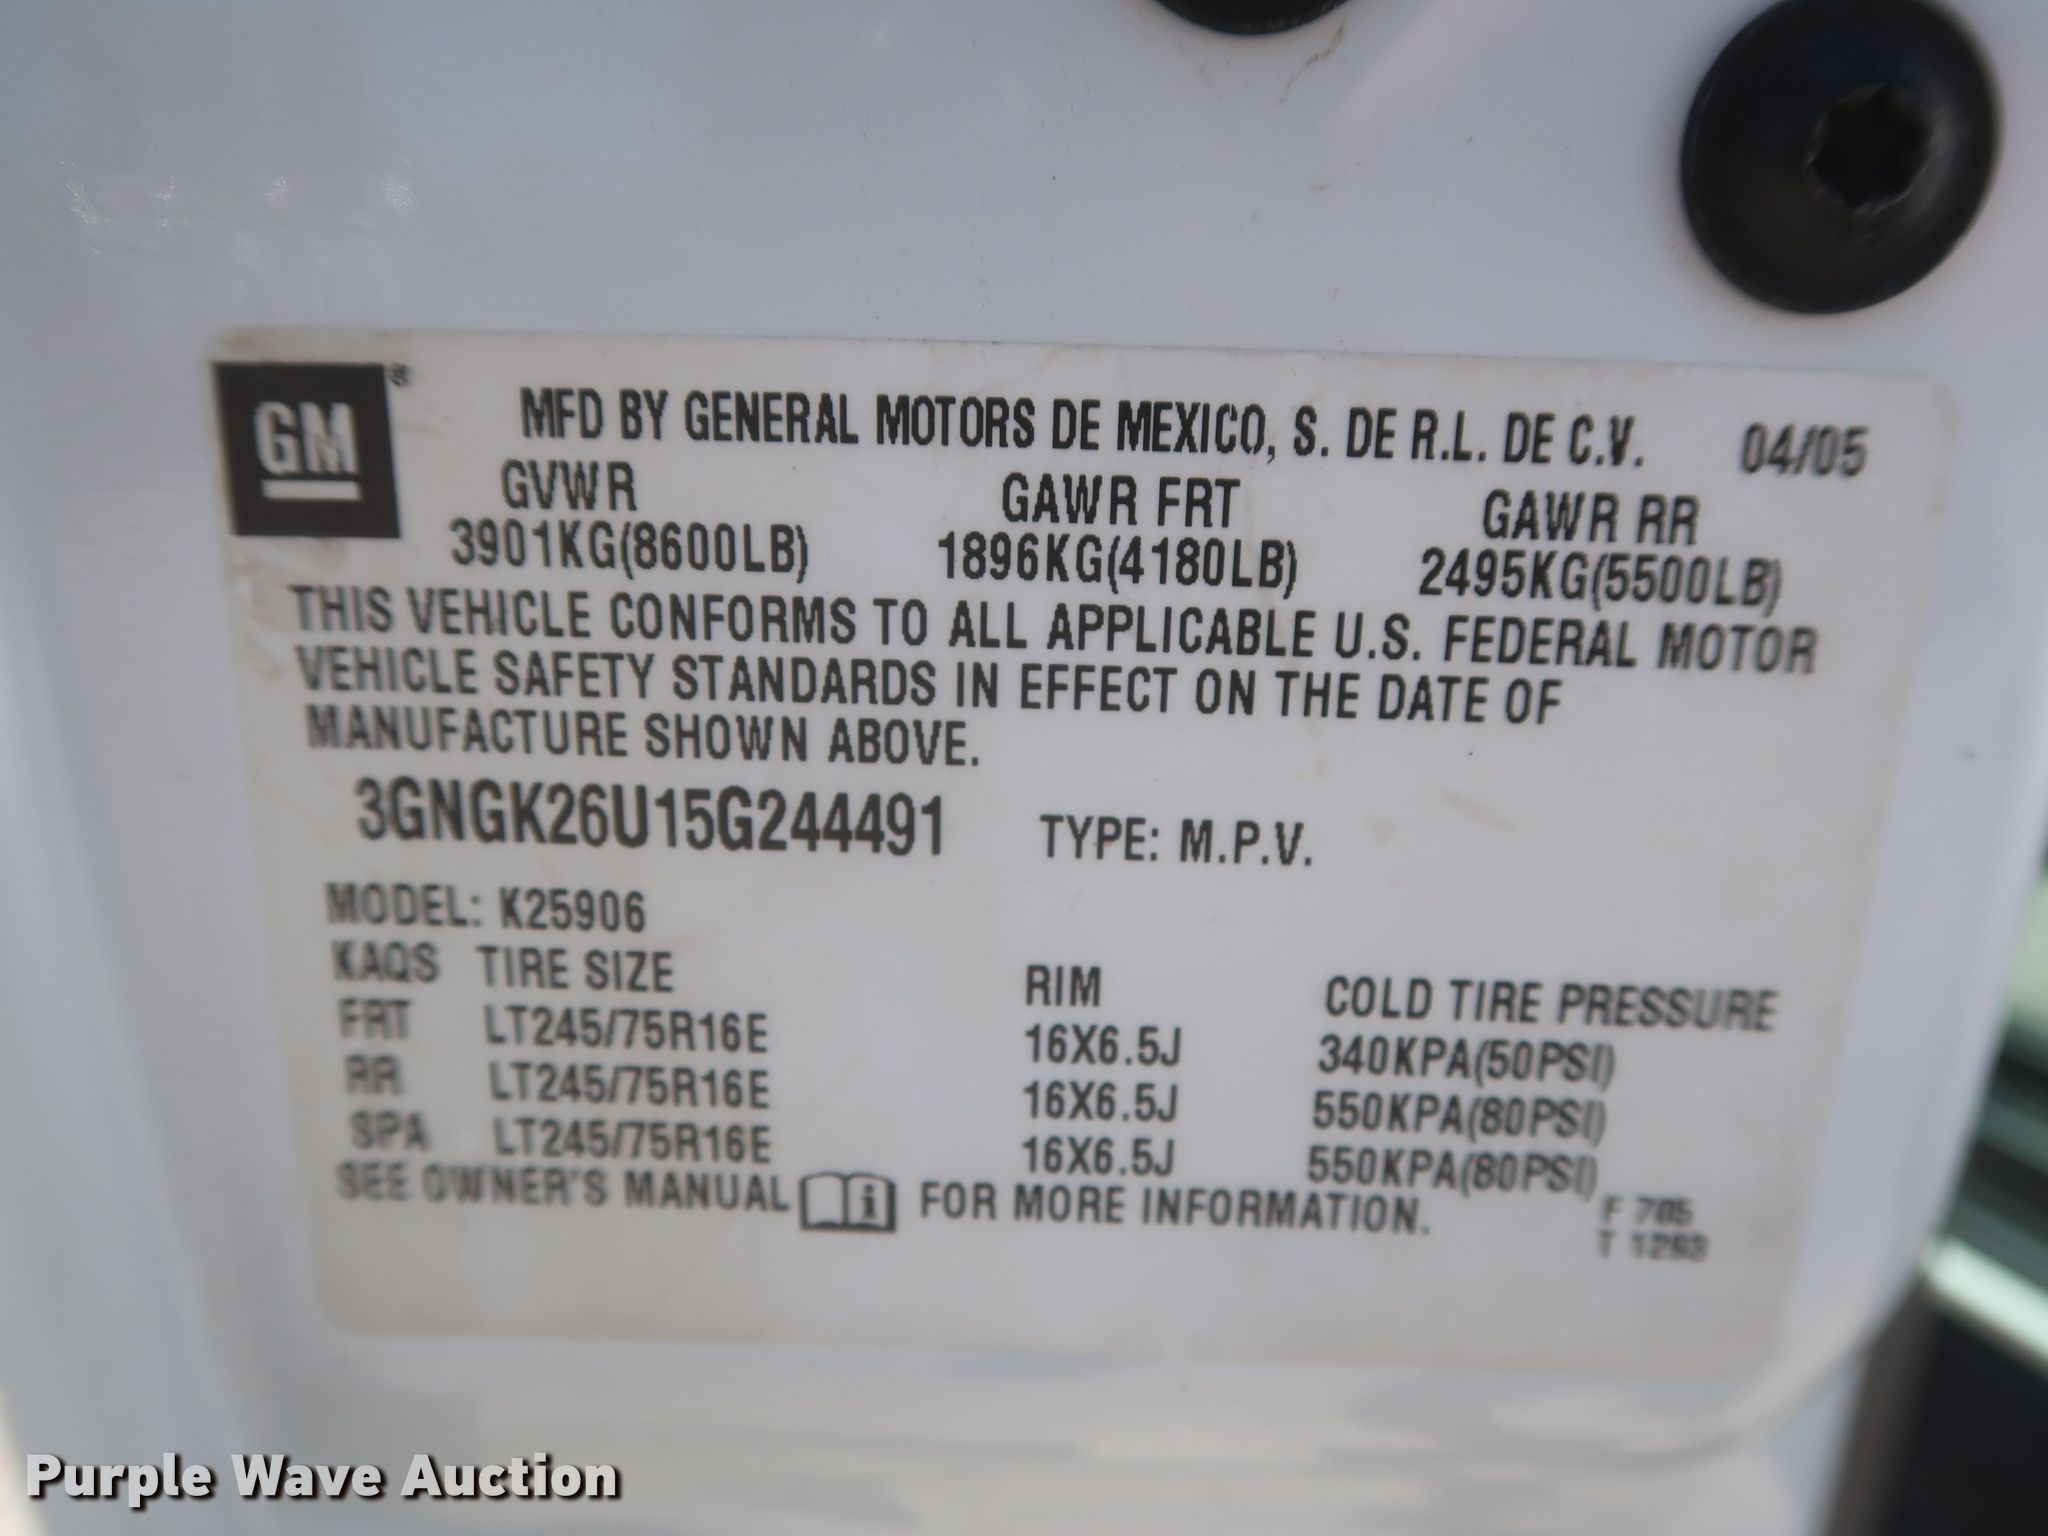 GM®
MFD BY GENERAL MOTORS DE MEXICO, S. DE R.L. DE C.V. 04/05
GVWR GAWR FRT GAWR RR
3901KG(8600LB) 1896KG(4180LB) 2495KG(5500LB)
THIS VEHICLE CONFORMS TO ALL APPLICABLE U.S. FEDERAL MOTOR
VEHICLE SAFETY STANDARDS IN EFFECT ON THE DATE OF
MANUFACTURE SHOWN ABOVE.
3GNGK26U15G244491 TYPE: M.P.V.
MODEL: K25906
KAQS TIRE SIZE RIM COLD TIRE PRESSURE
FRT LT245/75R16E 16X6.5J 340KPA(50PSI)
RR LT245/75R16E 16X6.5J 550KPA(80PSI)
SPA LT245/75R16E 16X6.5J 550KPA(80PSI)
SEE OWNER'S MANUAL i FOR MORE INFORMATION.
F 705
T 1293
Purple Wave Auction